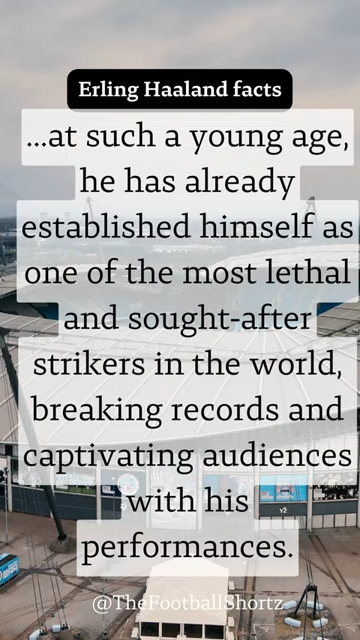 Erling Haaland facts
...at such a young age,
he has already
established himself as
one of the most lethal
and sought-after
strikers in the world,
breaking records and
captivating audiences
with his
performances.
v2
@TheFootballShortz